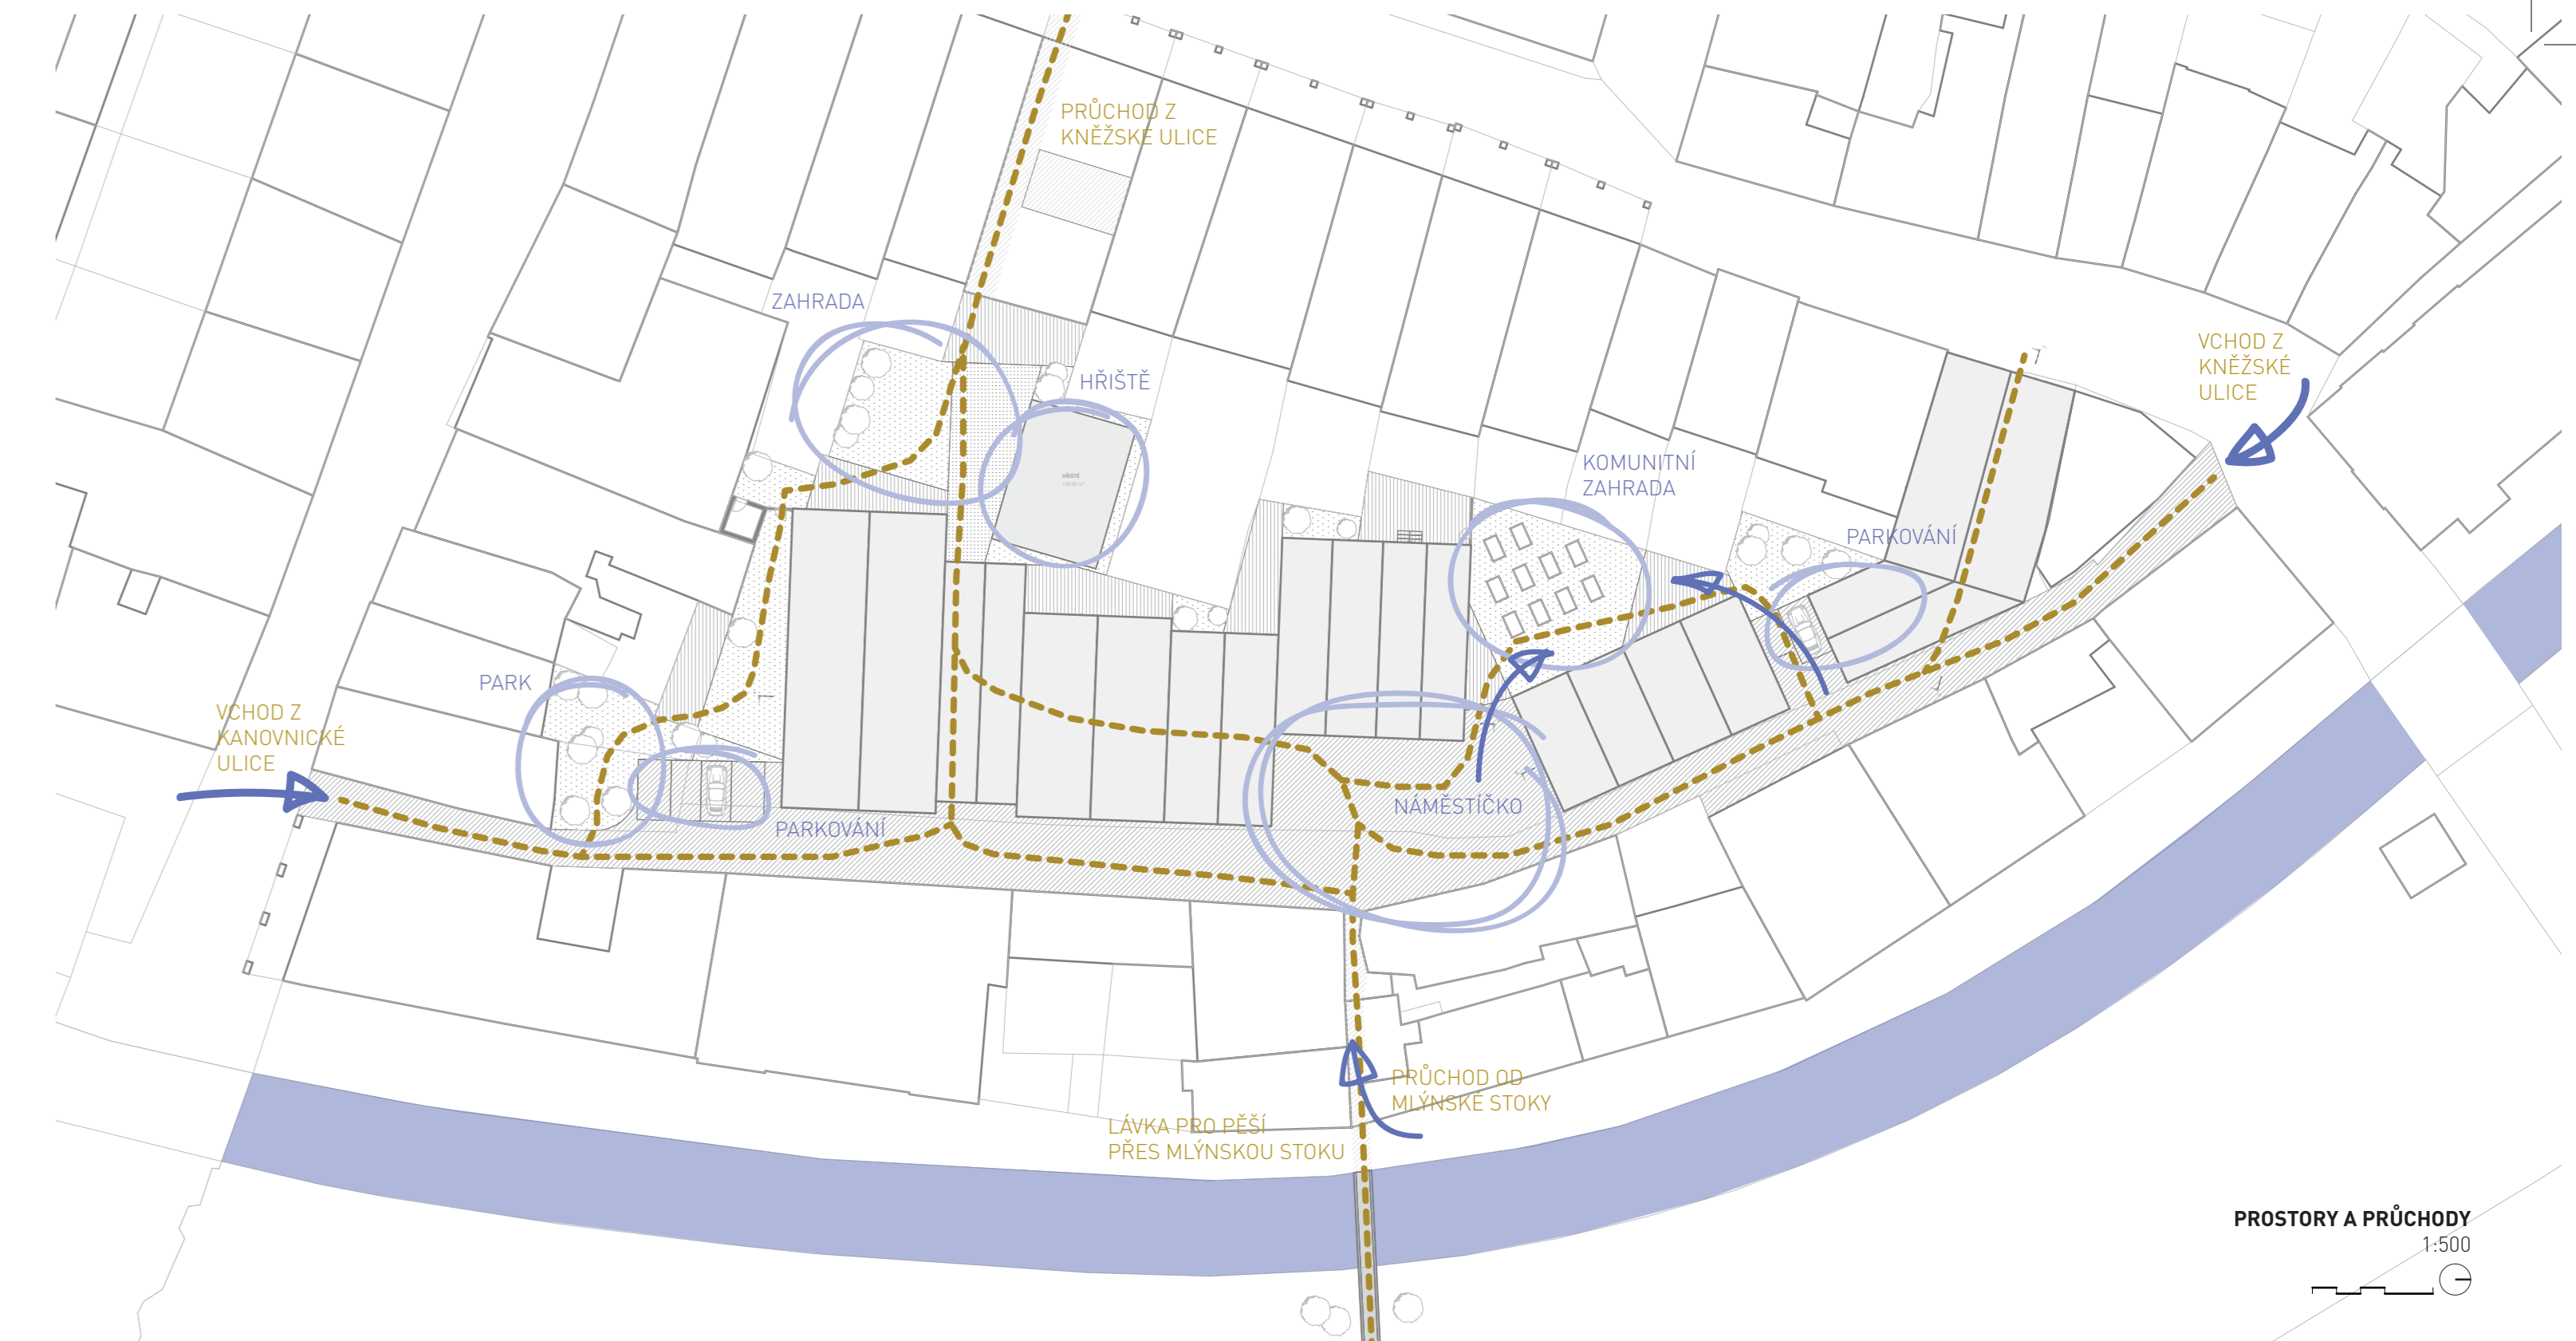 PRŮCHOD Z
KNĚŽSKÉ ULICE
ZAHRADA
HŘIŠTĚ
VCHOD Z
KNĚŽSKÉ
ULICE
KOMUNITNÍ
ZAHRADA
PARKOVÁNÍ
PARK
VCHOD Z
KANOVNICKÉ
ULICE
PARKOVÁNÍ
NÁMĚSTÍČKO
PRŮCHOD OD
MLÝNSKÉ STOKY
LÁVKA PRO PĚŠÍ
PŘES MLÝNSKOU STOKU
PROSTORY A PRŮCHODY
1:500